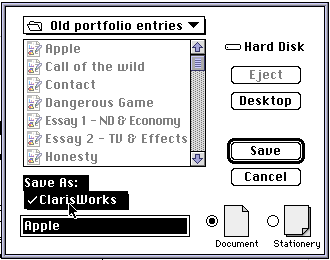 Old portfolio entries
Apple
Call of the wild
Contact
Dangerous Game
Essay 1 - ND & Economy
Essay 2 - TV & Effects
Honesty
Hard Disk
Eject
Desktop
Save
Cancel
Save As:
✓ClarisWorks
Apple
Document
Stationery